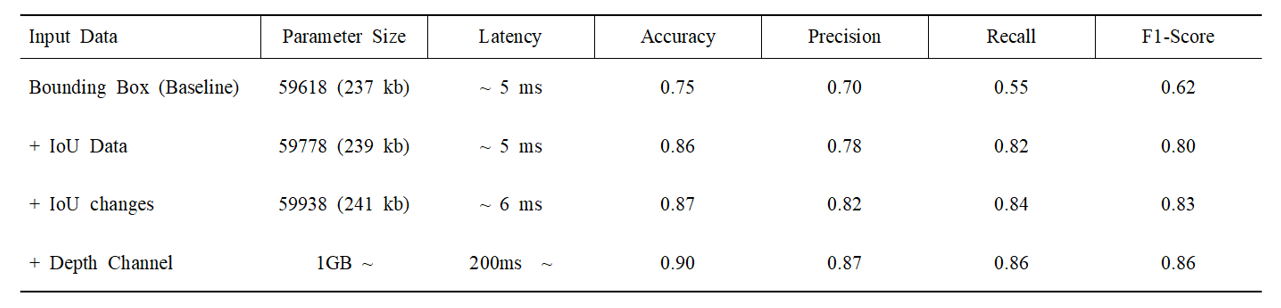 Input Data Parameter Size Latency Accuracy Precision Recall F1-Score
Bounding Box (Baseline) 59618 (237 kb) ~ 5 ms 0.75 0.70 0.55 0.62
+ IoU Data 59778 (239 kb) ~ 5 ms 0.86 0.78 0.82 0.80
+ IoU changes 59938 (241 kb) ~ 6 ms 0.87 0.82 0.84 0.83
+ Depth Channel 1GB ~ 200ms ~ 0.90 0.87 0.86 0.86